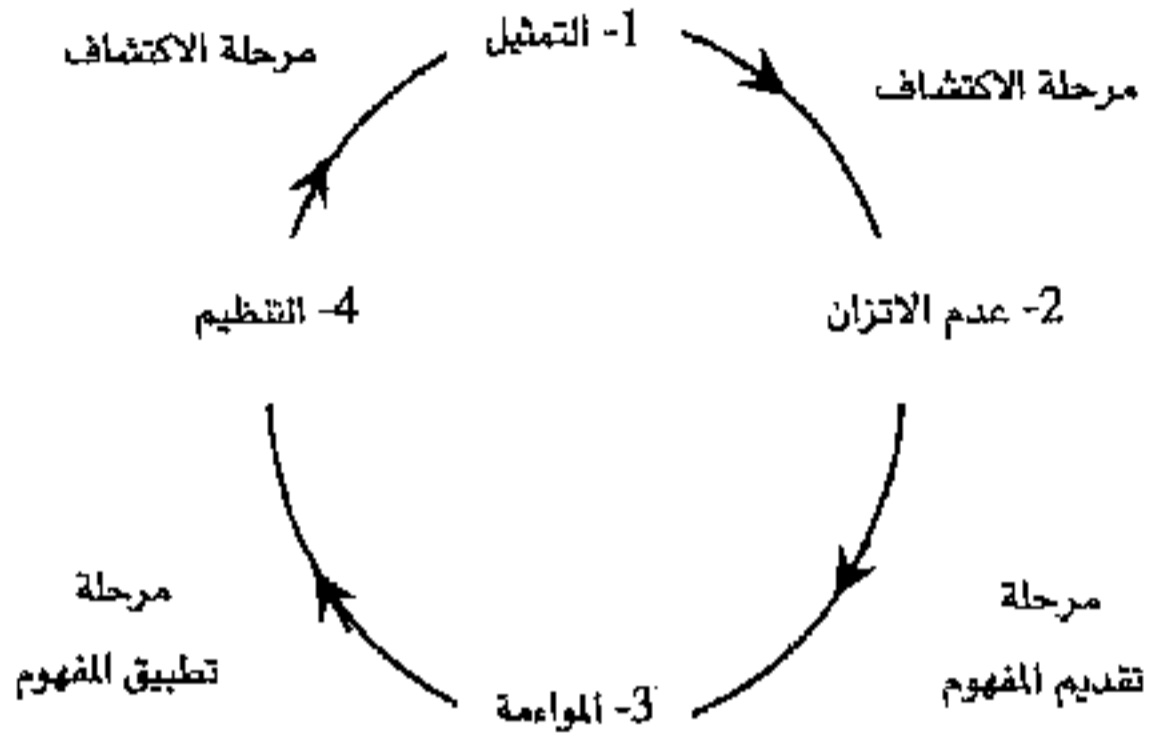 1- التمثيل
مرحلة الاكتشاف
2- عدم الاتزان
مرحلة
تقديم المفهوم
3- المواءمة
مرحلة
تطبيق المفهوم
4- التنظيم
مرحلة الاكتشاف